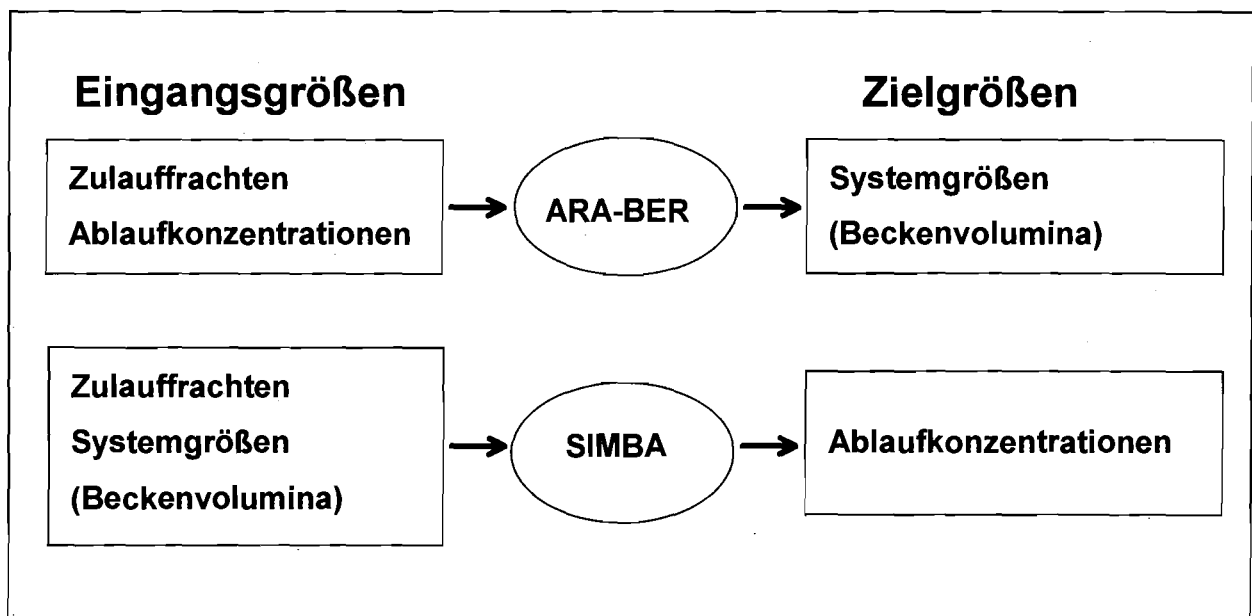 Eingangsgrößen
Zielgrößen
Zulauffrachten
Ablaufkonzentrationen
ARA-BER
Systemgrößen
(Beckenvolumina)
Zulauffrachten
Systemgrößen
(Beckenvolumina)
SIMBA
Ablaufkonzentrationen